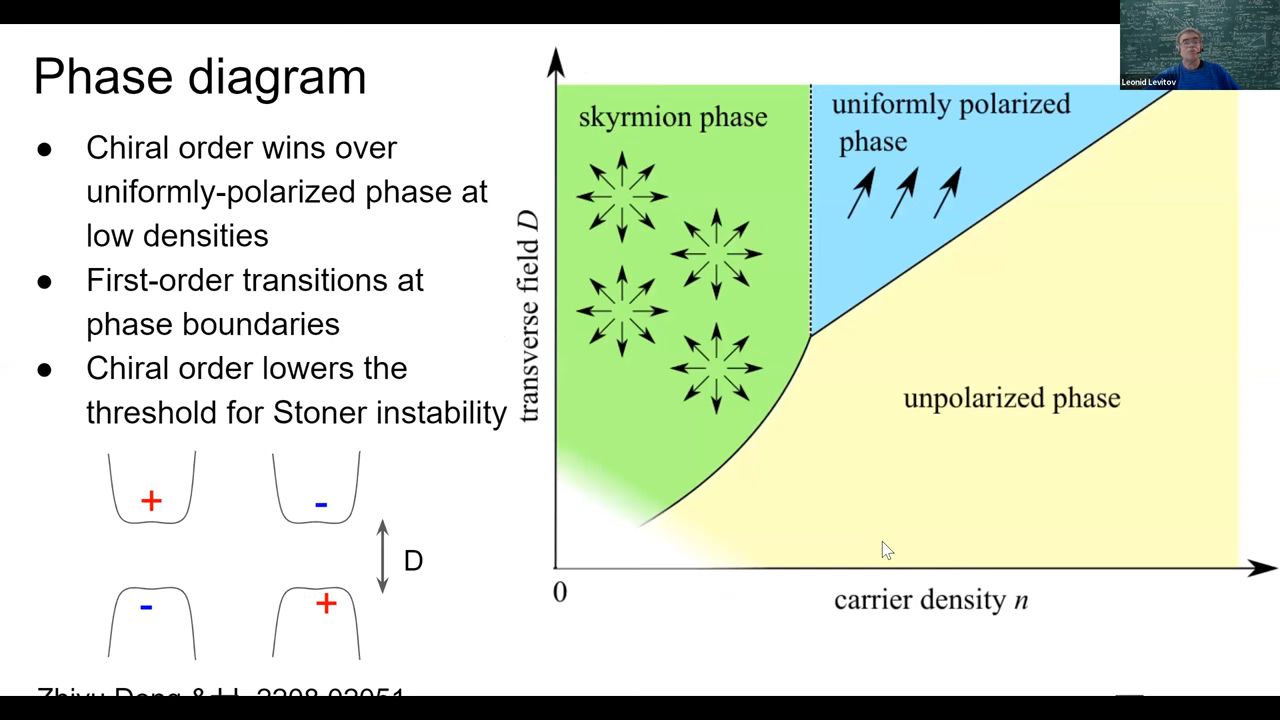 Phase diagram
● Chiral order wins over
uniformly-polarized phase at
low densities
● First-order transitions at
phase boundaries
● Chiral order lowers the
threshold for Stoner instability
+
-
-
+
D
skyrmion phase
uniformly polarized
phase
unpolarized phase
transverse field D
0
carrier density n
Leonid Levitov